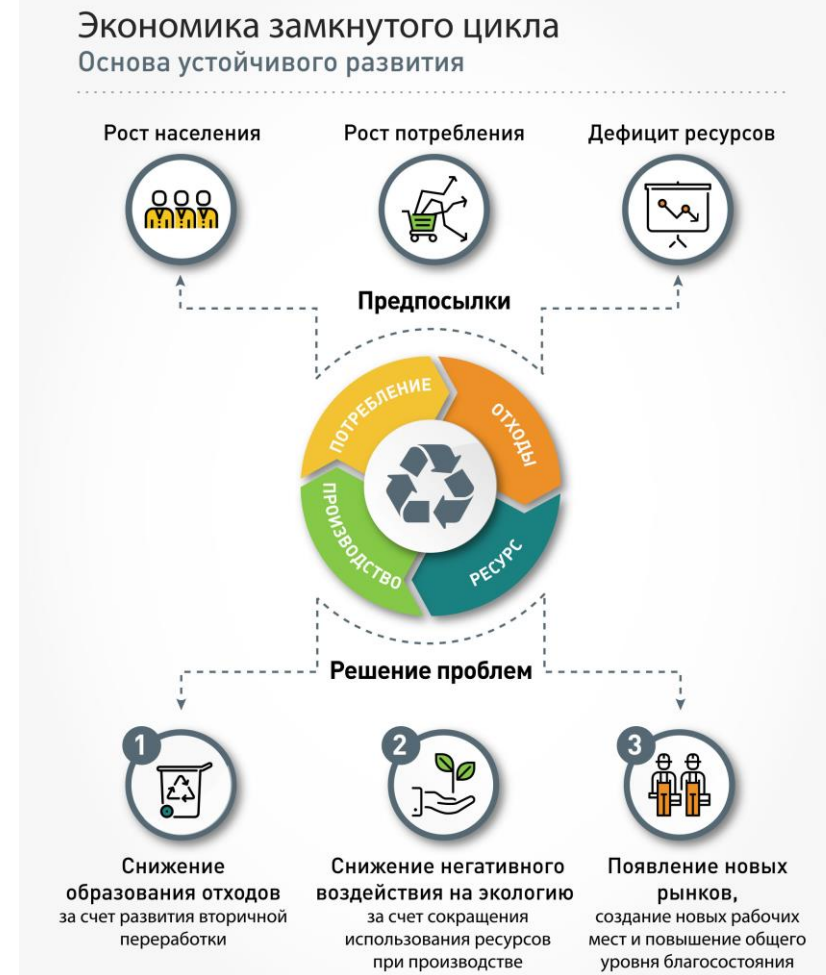 Экономика замкнутого цикла
Основа устойчивого развития
Рост населения
Рост потребления
Дефицит ресурсов
Предпосылки
ПОТРЕБЛЕНИЕ
ОТХОДЫ
ПРОИЗВОДСТВО
РЕСУРС
Решение проблем
1
Снижение
образования отходов
за счет развития вторичной
переработки
2
Снижение негативного
воздействия на экологию
за счет сокращения
использования ресурсов
при производстве
3
Появление новых
рынков,
создание новых рабочих
мест и повышение общего
уровня благосостояния